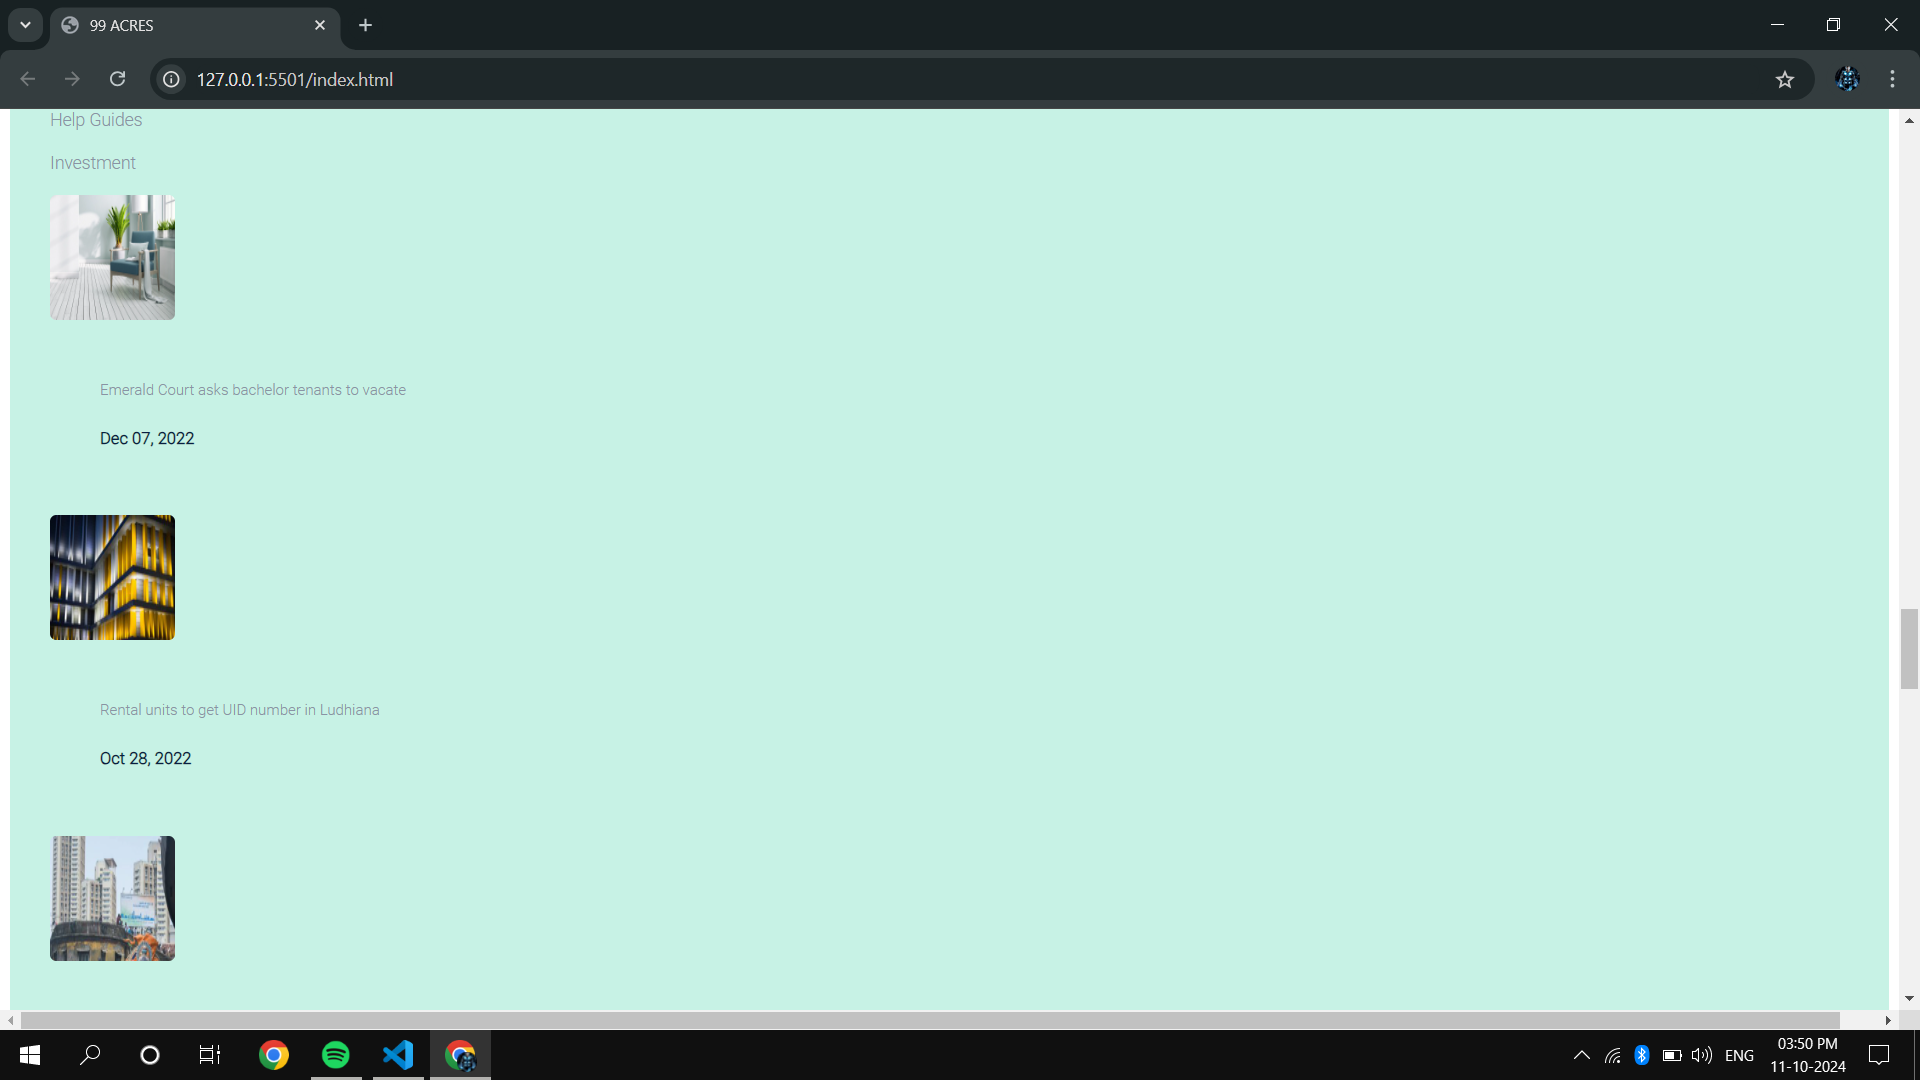 99 ACRES
127.0.0.1:5501/index.html
Help Guides
Investment
Emerald Court asks bachelor tenants to vacate
Dec 07, 2022
Rental units to get UID number in Ludhiana
Oct 28, 2022
ENG
03:50 PM
11-10-2024